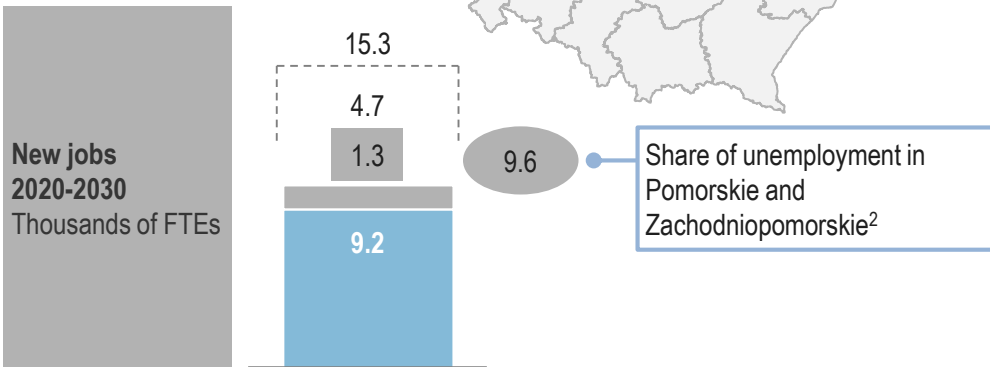 15.3
4.7
New jobs
2020-2030
Thousands of FTEs
1.3
9.6
Share of unemployment in
Pomorskie and
Zachodniopomorskie2
9.2